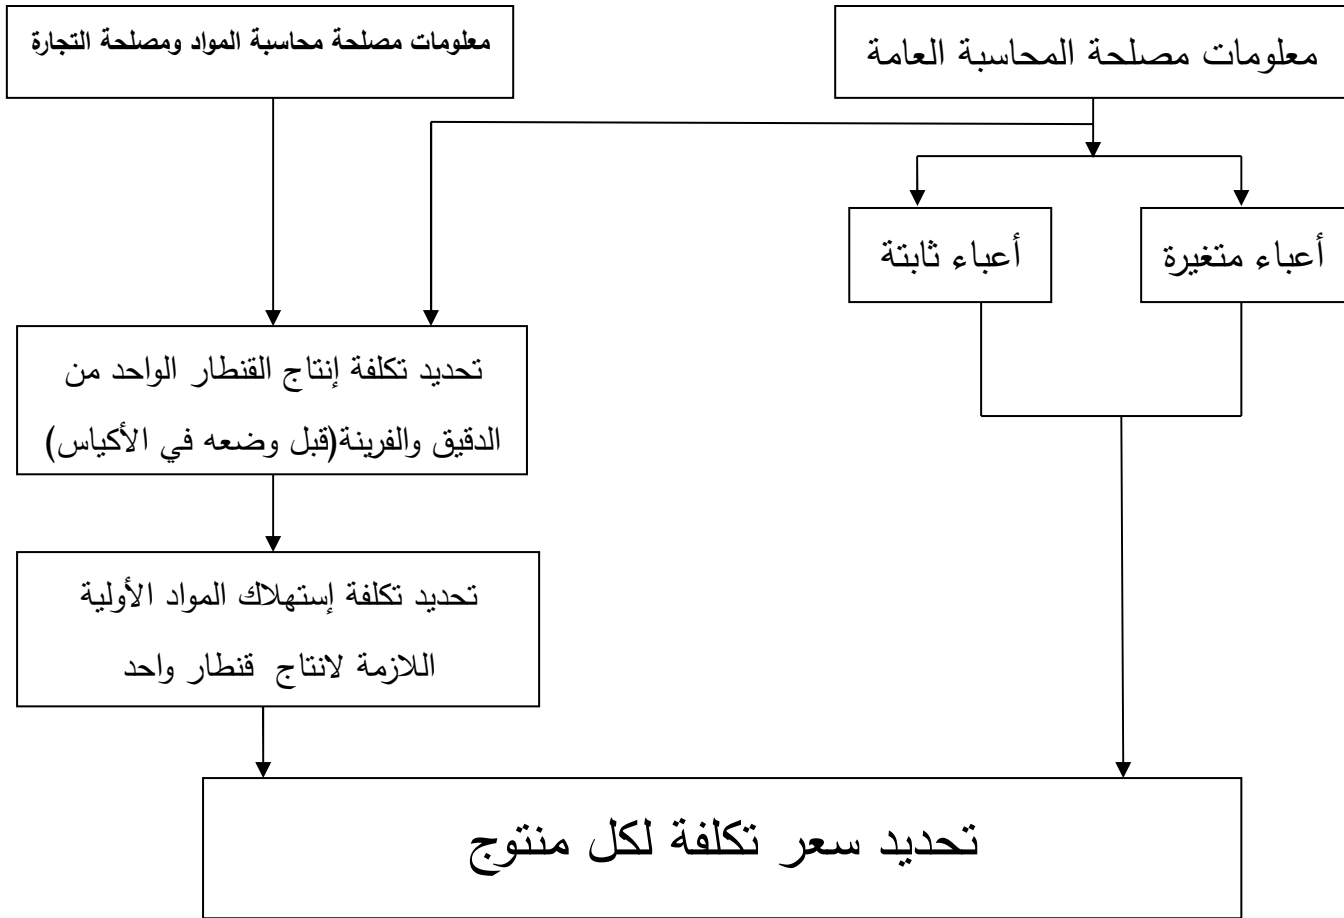 معلومات مصلحة المحاسبة العامة
معلومات مصلحة محاسبة المواد ومصلحة التجارة
أعباء متغيرة
أعباء ثابتة
تحديد تكلفة إنتاج القنطار الواحد من
الدقيق والفرينة(قبل وضعه في الأكياس)
تحديد تكلفة إستهلاك المواد الأولية
اللازمة لانتاج قنطار واحد
تحديد سعر تكلفة لكل منتوج